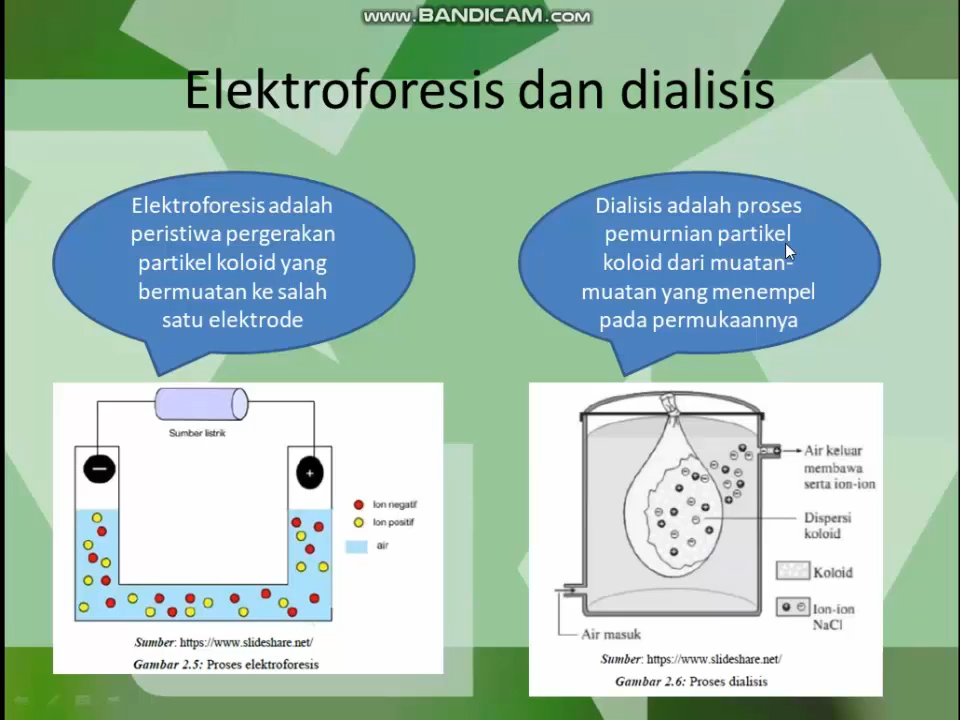 www.BANDICAM.com
Elektroforesis dan dialisis
Elektroforesis adalah
peristiwa pergerakan
partikel koloid yang
bermuatan ke salah
satu elektrode
Dialisis adalah proses
pemurnian partikel
koloid dari muatan-
muatan yang menempel
pada permukaannya
Sumber listrik
−
+
Ion negatif
Ion positif
air
Sumber: https://www.slideshare.net/
Gambar 2.5: Proses elektroforesis
Air keluar
membawa
serta ion-ion
Dispersi
koloid
Koloid
Ion-ion
NaCl
Air masuk
Sumber: https://www.slideshare.net/
Gambar 2.6: Proses dialisis